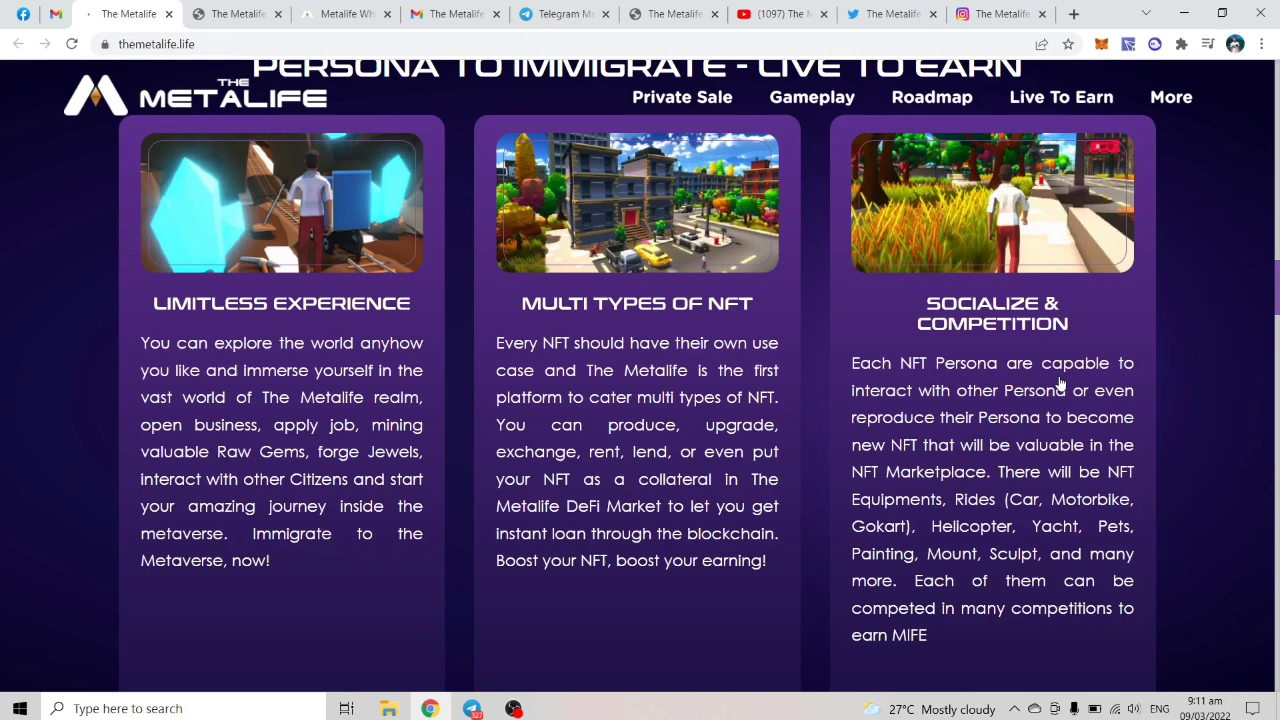 The Metalife
The Metalife
Metalife Wh
The Metalife
Telegram Me
The Metalife
(1097) The M
The Metalife
The Metalife
themetalife.life
PERSONA TO IMMIGRATE - LIVE TO EARN
THE
METALIFE
Private Sale
Gameplay
Roadmap
Live To Earn
More
LIMITLESS EXPERIENCE
You can explore the world anyhow
you like and immerse yourself in the
vast world of The Metalife realm,
open business, apply job, mining
valuable Raw Gems, forge Jewels,
interact with other Citizens and start
your amazing journey inside the
metaverse. Immigrate to the
Metaverse, now!
MULTI TYPES OF NFT
Every NFT should have their own use
case and The Metalife is the first
platform to cater multi types of NFT.
You can produce, upgrade,
exchange, rent, lend, or even put
your NFT as a collateral in The
Metalife DeFi Market to let you get
instant loan through the blockchain.
Boost your NFT, boost your earning!
SOCIALIZE &
COMPETITION
Each NFT Persona are capable to
interact with other Persona or even
reproduce their Persona to become
new NFT that will be valuable in the
NFT Marketplace. There will be NFT
Equipments, Rides (Car, Motorbike,
Gokart), Helicopter, Yacht, Pets,
Painting, Mount, Sculpt, and many
more. Each of them can be
competed in many competitions to
earn MIFE
Type here to search
327
27°C Mostly cloudy
ENG
9:11 am
09/03/2022